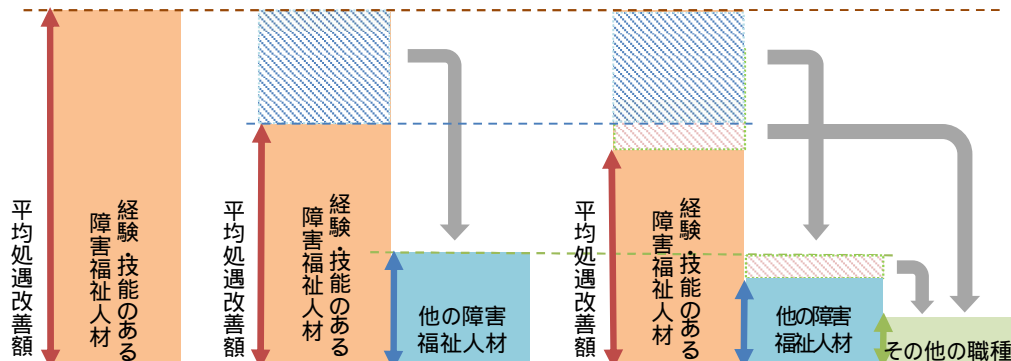 平均処遇改善額
経験・技能のある
障害福祉人材
平均処遇改善額
経験・技能のある
障害福祉人材
他の障害
福祉人材
平均処遇改善額
経験・技能のある
障害福祉人材
他の障害
福祉人材
その他の職種